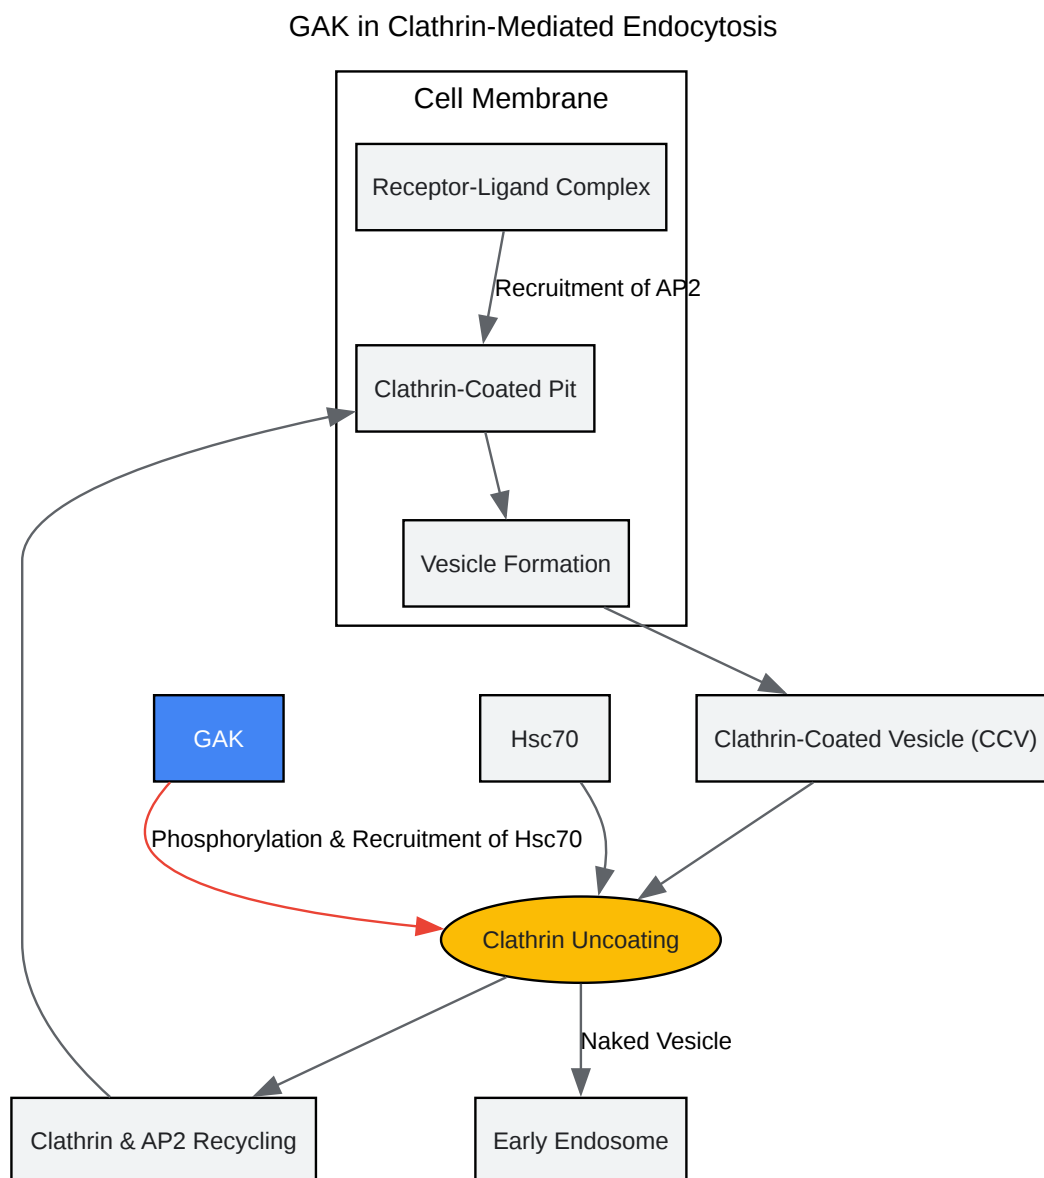 GAK in Clathrin-Mediated Endocytosis
Cell Membrane
Receptor-Ligand Complex
Recruitment of AP2
Clathrin-Coated Pit
Vesicle Formation
GAK
Hsc70
Clathrin-Coated Vesicle (CCV)
Phosphorylation & Recruitment of Hsc70
Clathrin Uncoating
Naked Vesicle
Clathrin & AP2 Recycling
Early Endosome